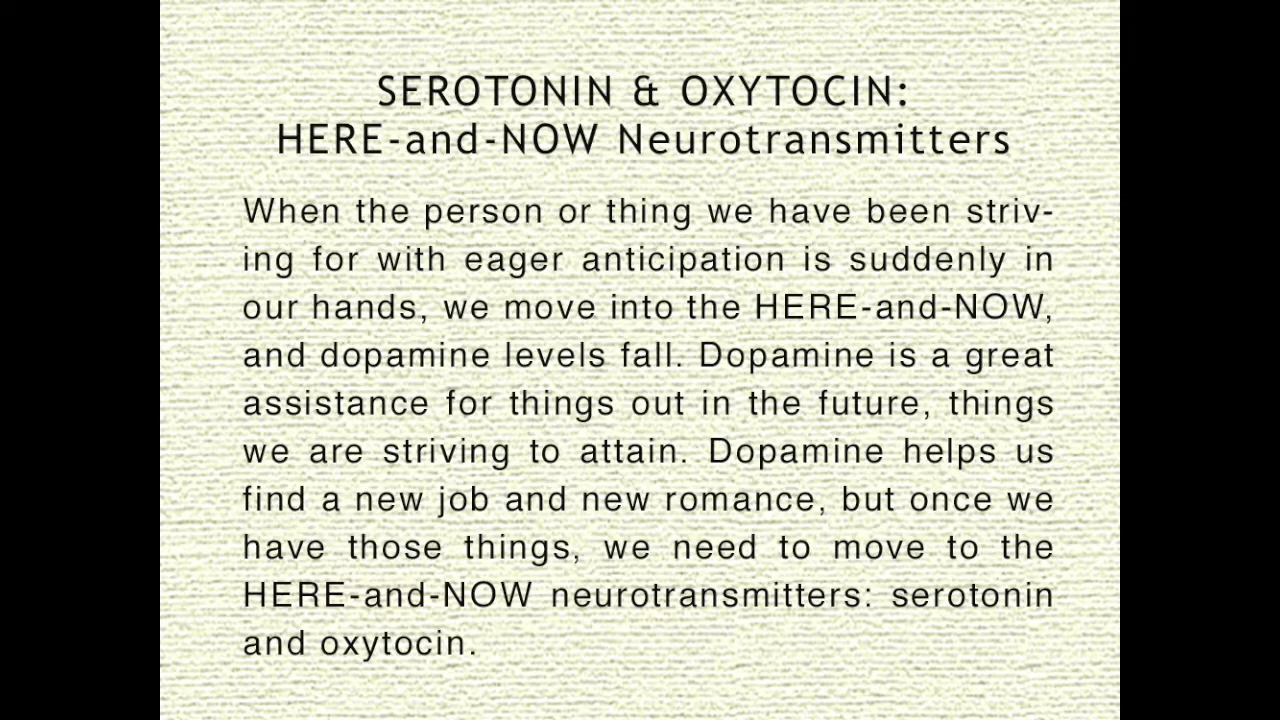 SEROTONIN & OXYTOCIN:
HERE-and-NOW Neurotransmitters
When the person or thing we have been striv-
ing for with eager anticipation is suddenly in
our hands, we move into the HERE-and-NOW,
and dopamine levels fall. Dopamine is a great
assistance for things out in the future, things
we are striving to attain. Dopamine helps us
find a new job and new romance, but once we
have those things, we need to move to the
HERE-and-NOW neurotransmitters: serotonin
and oxytocin.